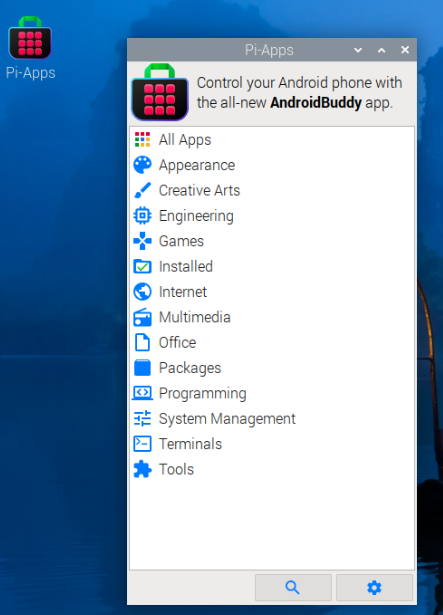 Pi-Apps
Pi-Apps
Control your Android phone with
the all-new AndroidBuddy app.
All Apps
Appearance
Creative Arts
Engineering
Games
Installed
Internet
Multimedia
Office
Packages
Programming
System Management
Terminals
Tools